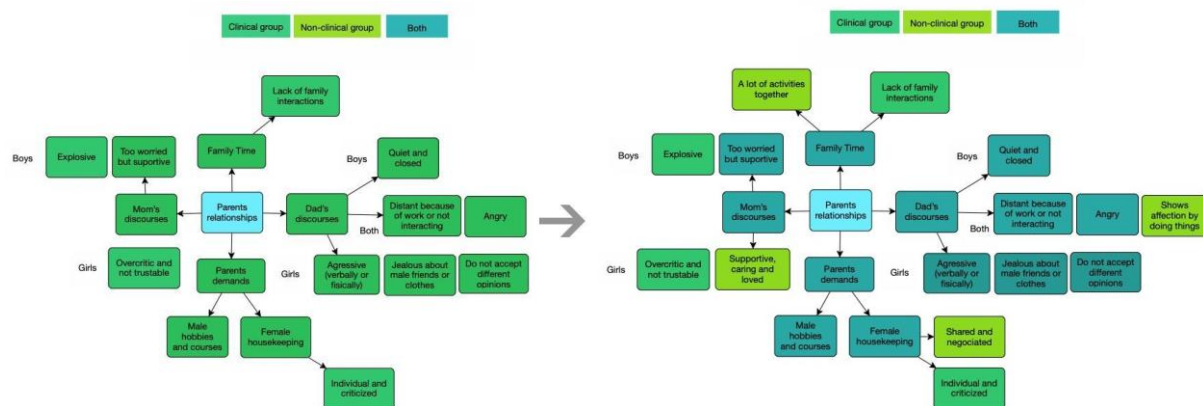 Clinical group Non-clinical group Both
Lack of family
interactions
Boys
Explosive
Too worried
but suportive
Family Time
Boys
Quiet and
closed
Mom's
discourses
Parents
relationships
Dad's
discourses
Both
Distant because
of work or not
interacting
Angry
Girls
Overcritic and
not trustable
Parents
demands
Girls
Agressive
(verbally or
fisically)
Jealous about
male friends or
clothes
Do not accept
different
opinions
Male
hobbies
and courses
Female
housekeeping
Individual and
criticized
Clinical group Non-clinical group Both
A lot of activities
together
Lack of family
interactions
Boys
Explosive
Too worried
but suportive
Family Time
Boys
Quiet and
closed
Mom's
discourses
Parents
relationships
Dad's
discourses
Both
Distant because
of work or not
interacting
Angry
Shows
affection by
doing things
Girls
Overcritic and
not trustable
Supportive,
caring and
loved
Parents
demands
Girls
Agressive
(verbally or
fisically)
Jealous about
male friends or
clothes
Do not accept
different
opinions
Male
hobbies
and courses
Female
housekeeping
Shared and
negociated
Individual and
criticized